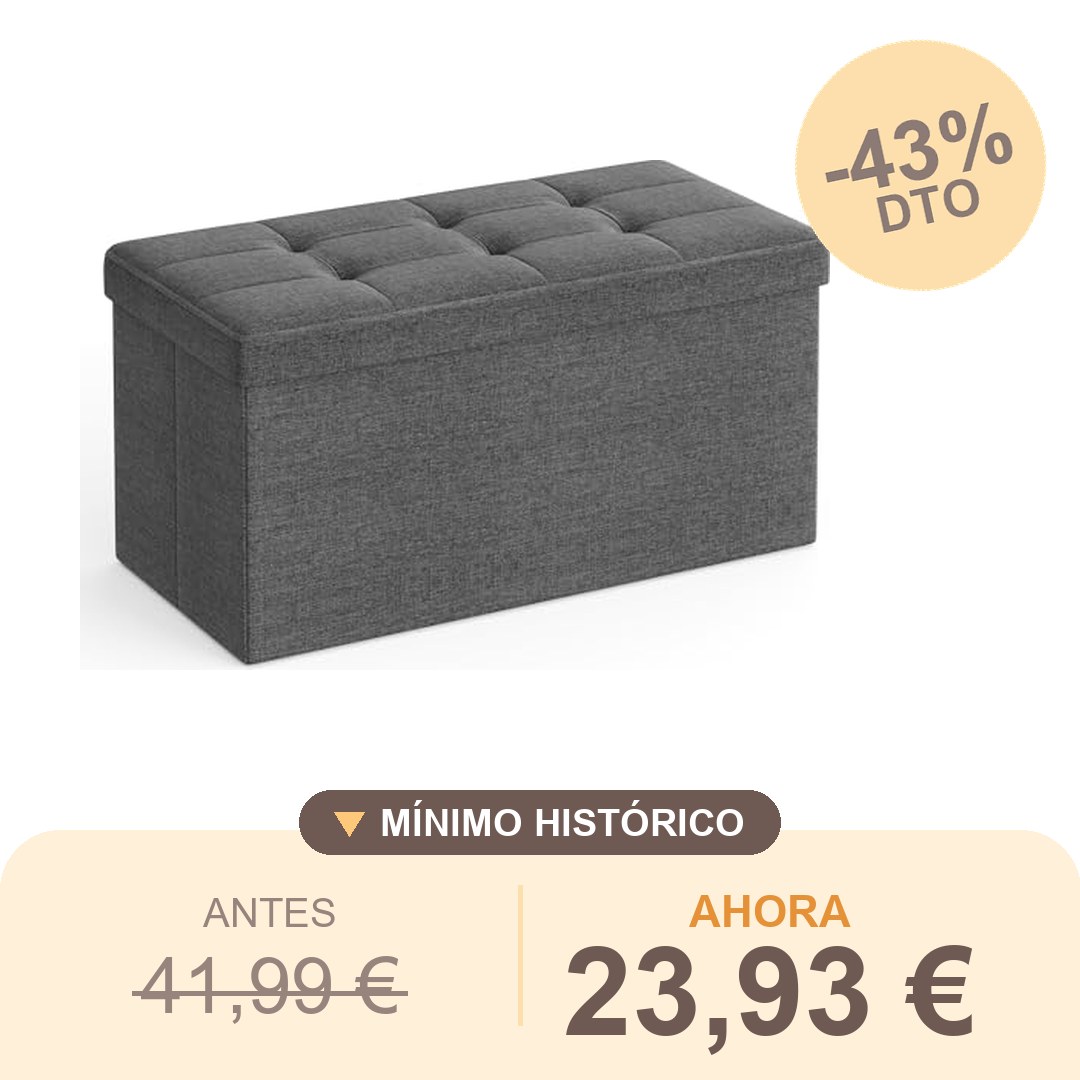 -43%
DTO
MÍNIMO HISTÓRICO
ANTES
41,99 €
AHORA
23,93 €